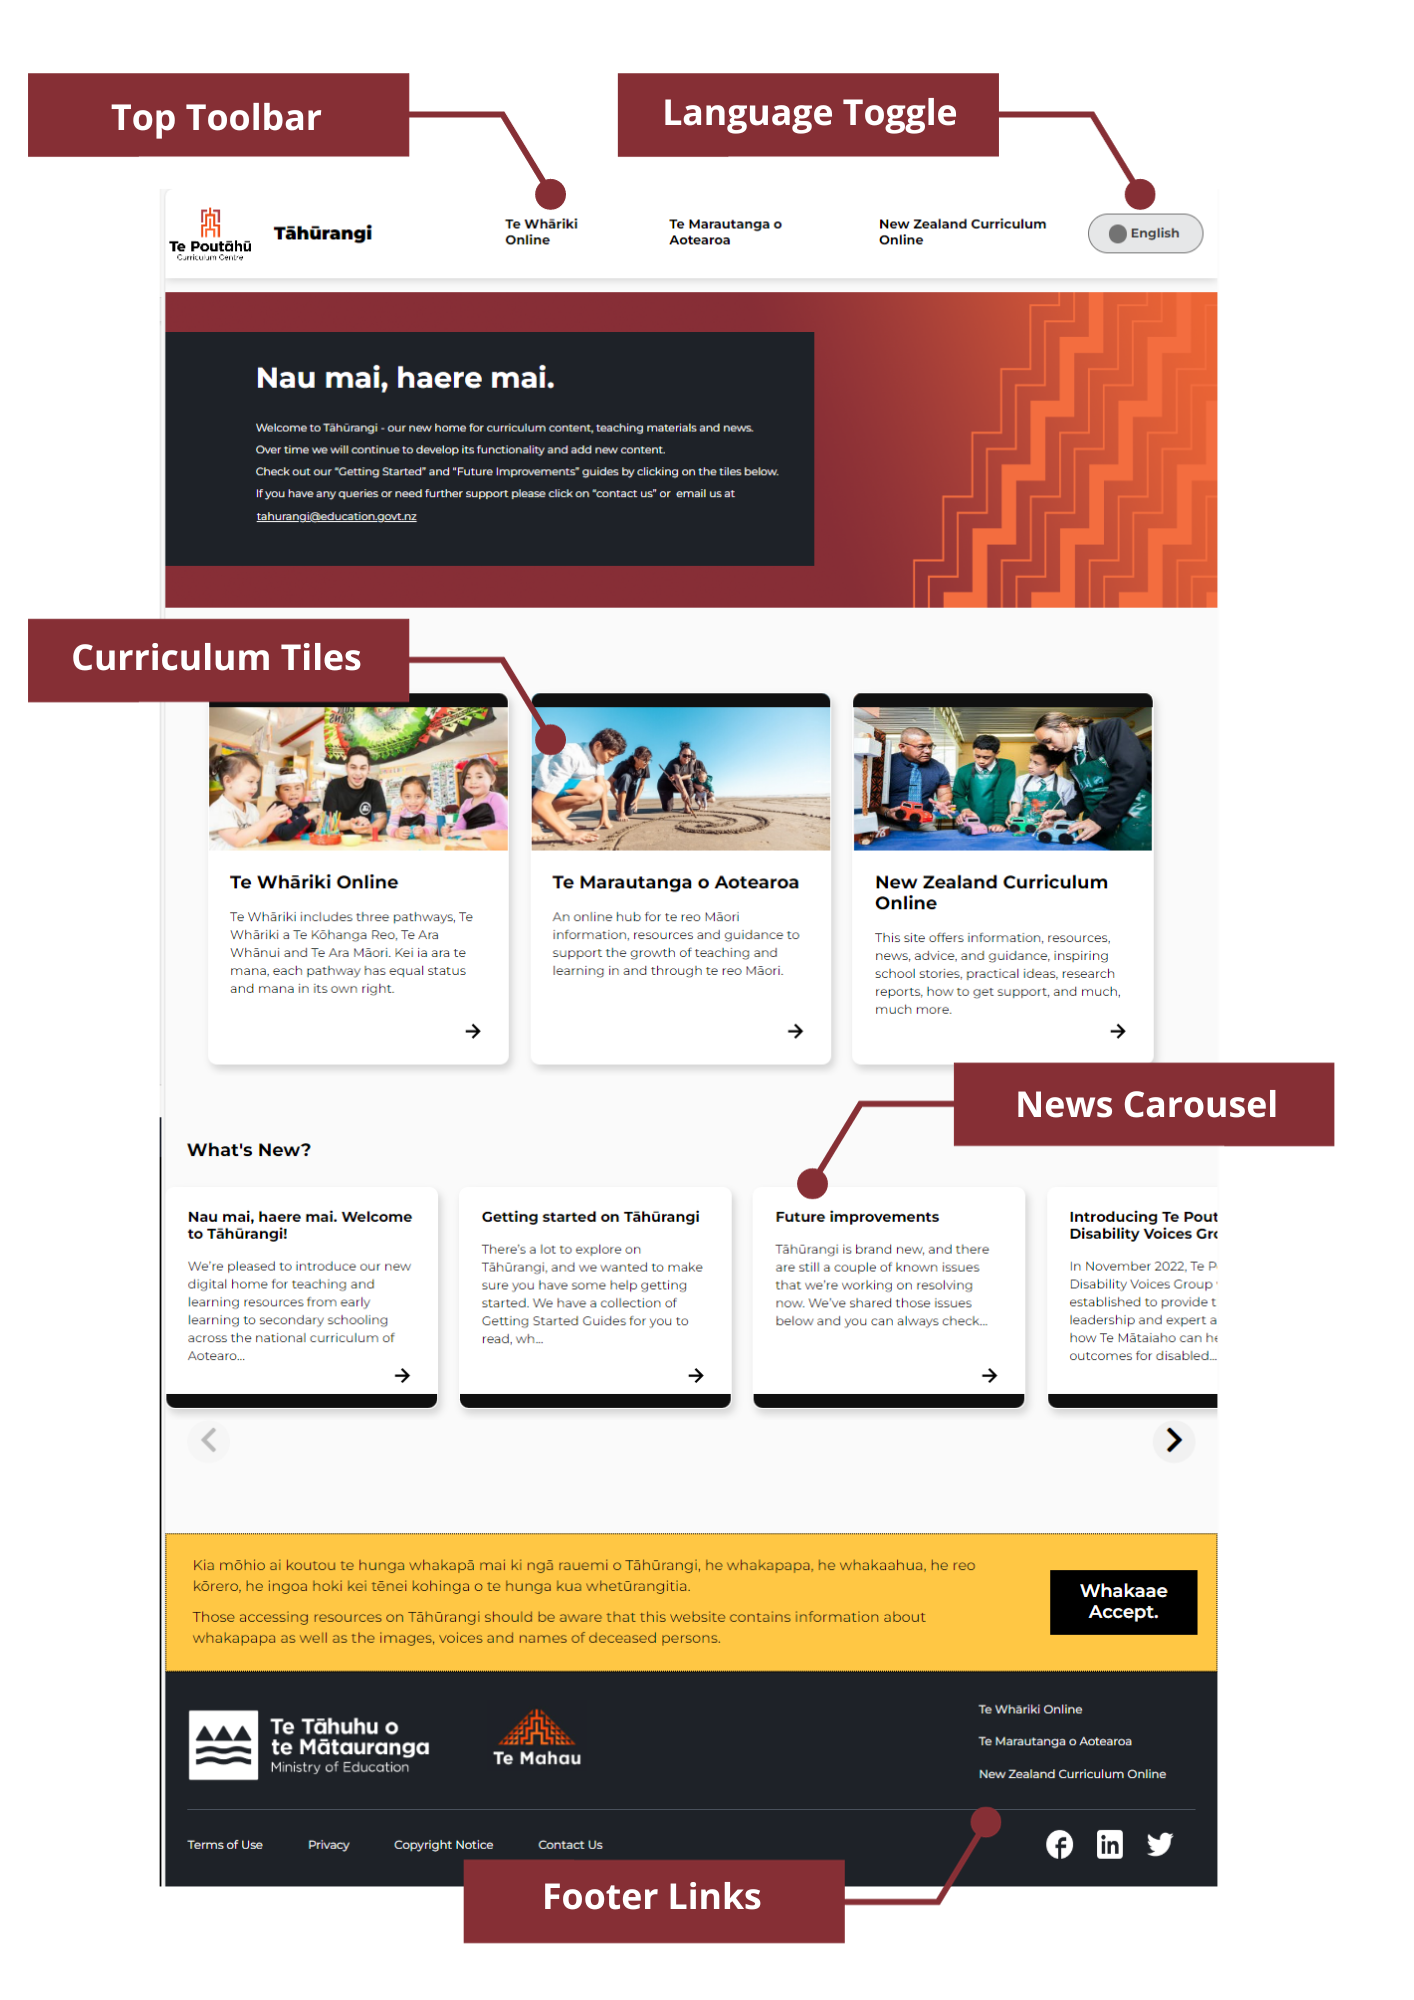 Top Toolbar
Language Toggle
Te Poutāhū
Curriculum Centre
Tāhūrangi
Te Whāriki
Online
Te Marautanga o
Aotearoa
New Zealand Curriculum
Online
English
Nau mai, haere mai.
Welcome to Tāhūrangi - our new home for curriculum content, teaching materials and news.
Over time we will continue to develop its functionality and add new content.
Check out our "Getting Started" and "Future Improvements" guides by clicking on the tiles below.
If you have any queries or need further support please click on "contact us" or email us at
tahurangi@education.govt.nz
Curriculum Tiles
Te Whāriki Online
Te Whāriki includes three pathways, Te
Whāriki a Te Kōhanga Reo, Te Ara
Whānui and Te Ara Māori. Kei ia ara te
mana, each pathway has equal status
and mana in its own right.
Te Marautanga o Aotearoa
An online hub for te reo Māori
information, resources and guidance to
support the growth of teaching and
learning in and through te reo Māori.
New Zealand Curriculum
Online
This site offers information, resources,
news, advice, and guidance, inspiring
school stories, practical ideas, research
reports, how to get support, and much,
much more.
News Carousel
What's New?
Nau mai, haere mai. Welcome
to Tāhūrangi!
We're pleased to introduce our new
digital home for teaching and
learning resources from early
learning to secondary schooling
across the national curriculum of
Aotearo...
Getting started on Tāhūrangi
There's a lot to explore on
Tāhūrangi, and we wanted to make
sure you have some help getting
started. We have a collection of
Getting Started Guides for you to
read, wh...
Future improvements
Tāhūrangi is brand new, and there
are still a couple of known issues
that we're working on resolving
now. We've shared those issues
below and you can always check...
Introducing Te Pout
Disability Voices Gro
In November 2022, Te P
Disability Voices Group
established to provide t
leadership and expert a
how Te Mātaiaho can he
outcomes for disabled...
Kia mōhio ai koutou te hunga whakapā mai ki ngā rauemi o Tāhūrangi, he whakapapa, he whakaahua, he reo
kōrero, he ingoa hoki kei tēnei kohinga o te hunga kua whetūrangitia.
Those accessing resources on Tāhūrangi should be aware that this website contains information about
whakapapa as well as the images, voices and names of deceased persons.
Whakaae
Accept.
Te Tāhuhu o
te Mātauranga
Ministry of Education
Te Mahau
Te Whāriki Online
Te Marautanga o Aotearoa
New Zealand Curriculum Online
Terms of Use
Privacy
Copyright Notice
Contact Us
Footer Links